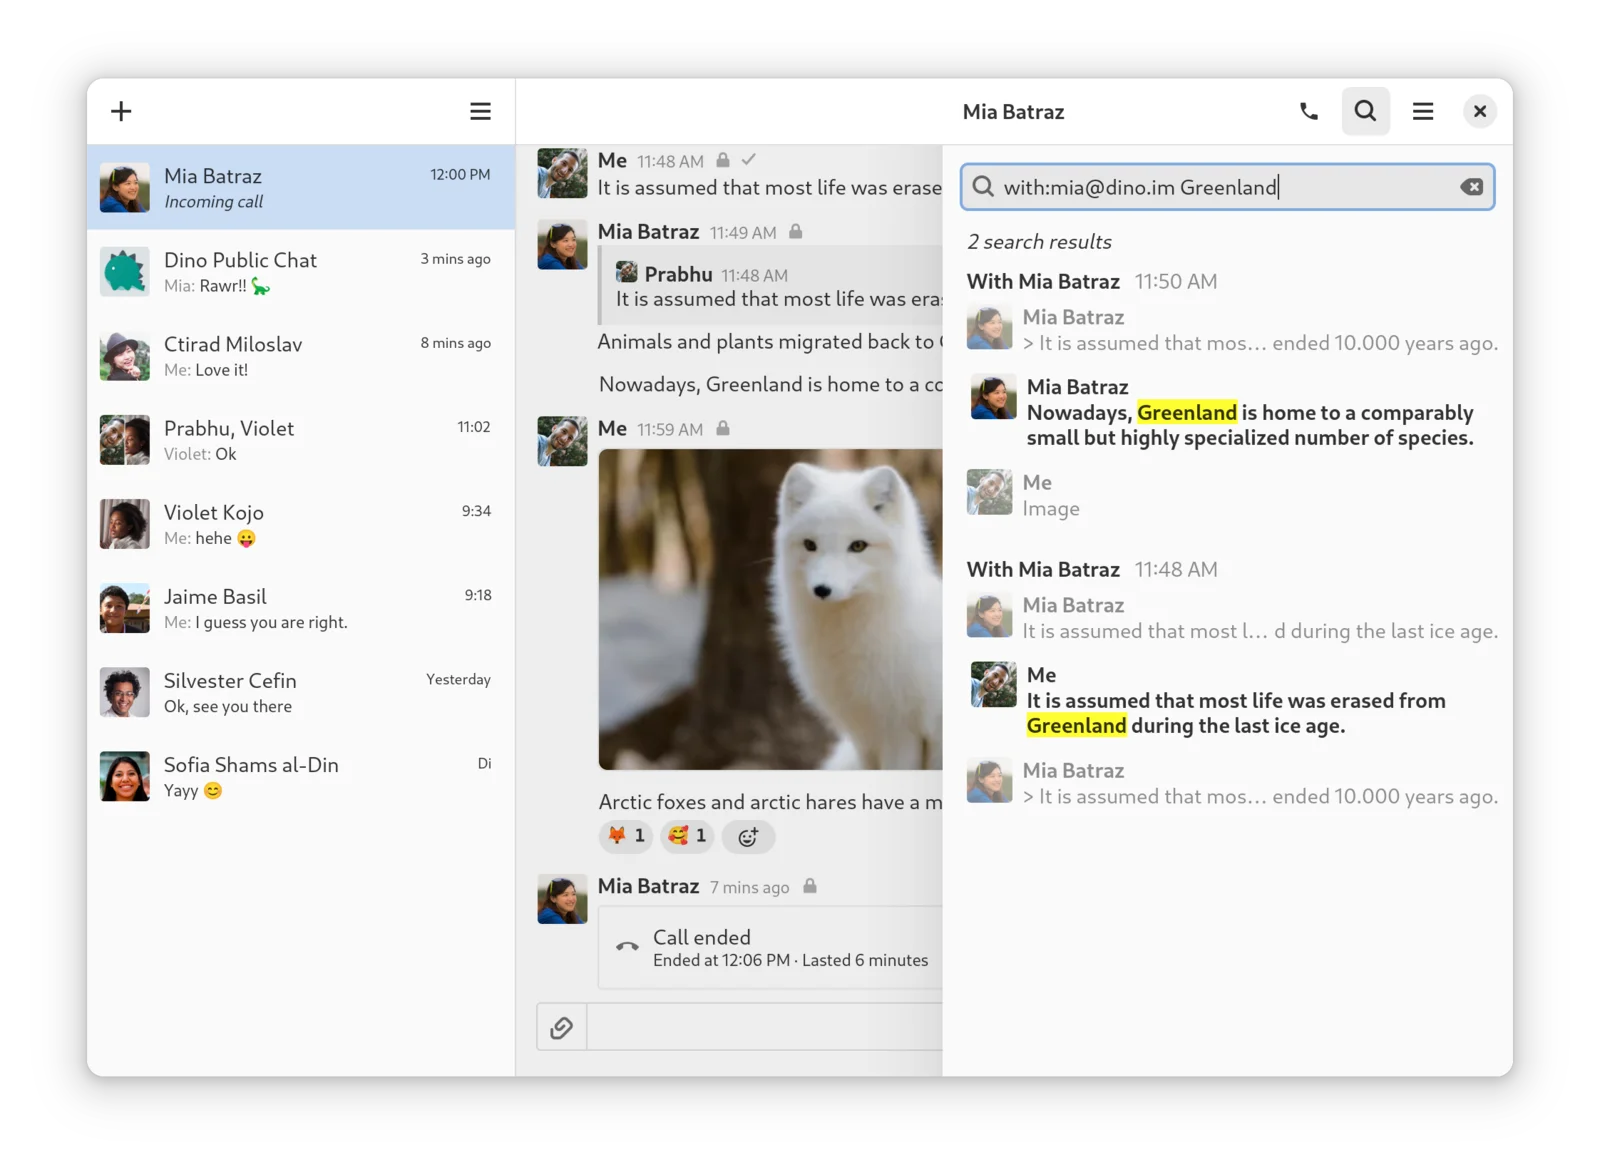 Mia Batraz
12:00 PM
Incoming call
Dino Public Chat
3 mins ago
Mia: Rawr!! 🦕
Ctirad Miloslav
8 mins ago
Me: Love it!
Prabhu, Violet
11:02
Violet: Ok
Violet Kojo
9:34
Me: hehe 😛
Jaime Basil
9:18
Me: I guess you are right.
Silvester Cefin
Yesterday
Ok, see you there
Sofia Shams al-Din
Di
Yayy 😊
Mia Batraz
Me 11:48 AM
It is assumed that most life was erase
Mia Batraz 11:49 AM
Prabhu 11:48 AM
It is assumed that most life was eras
Animals and plants migrated back to
Nowadays, Greenland is home to a co
Me 11:59 AM
Arctic foxes and arctic hares have a m
🦊 1 🥰 1
Mia Batraz 7 mins ago
Call ended
Ended at 12:06 PM · Lasted 6 minutes
with:mia@dino.im Greenland
2 search results
With Mia Batraz 11:50 AM
Mia Batraz
> It is assumed that mos… ended 10.000 years ago.
Mia Batraz
Nowadays, Greenland is home to a comparably
small but highly specialized number of species.
Me
Image
With Mia Batraz 11:48 AM
Mia Batraz
It is assumed that most l… d during the last ice age.
Me
It is assumed that most life was erased from
Greenland during the last ice age.
Mia Batraz
> It is assumed that mos… ended 10.000 years ago.